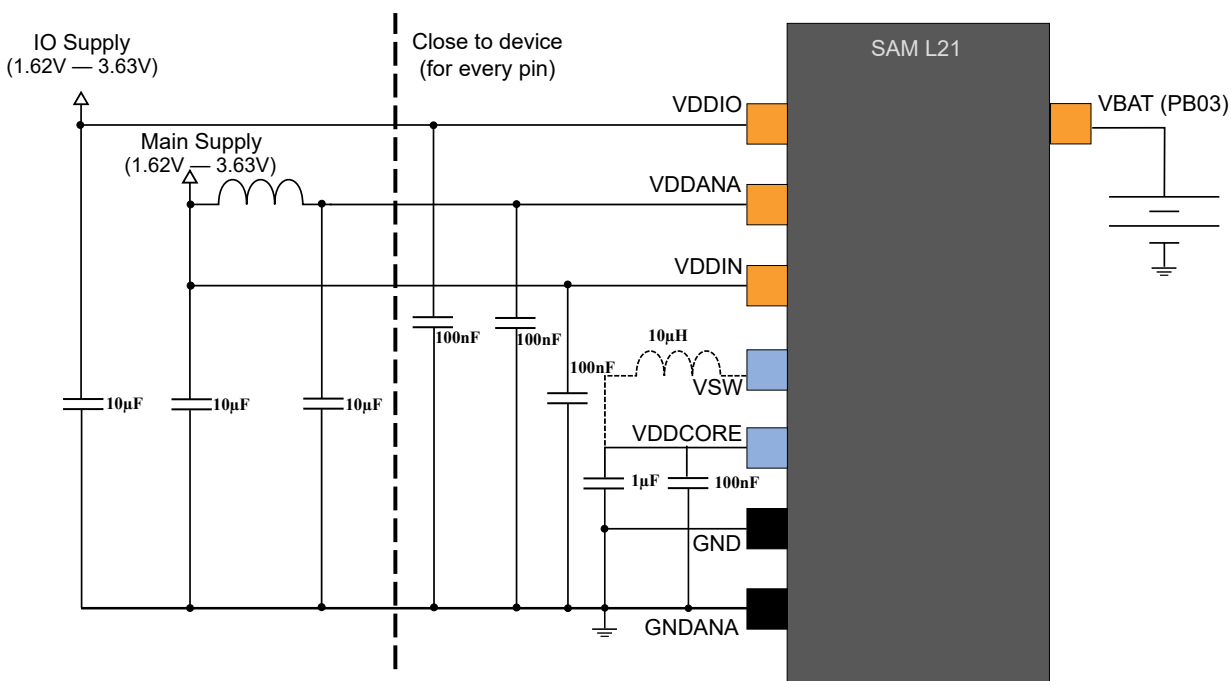 IO Supply
(1.62V — 3.63V)
Close to device
(for every pin)
SAM L21
VDDIO
VBAT (PB03)
Main Supply
(1.62V — 3.63V)
VDDANA
VDDIN
100nF
100nF
100nF
10µH
VSW
10µF
10µF
10µF
VDDCORE
1µF
100nF
GND
GNDANA